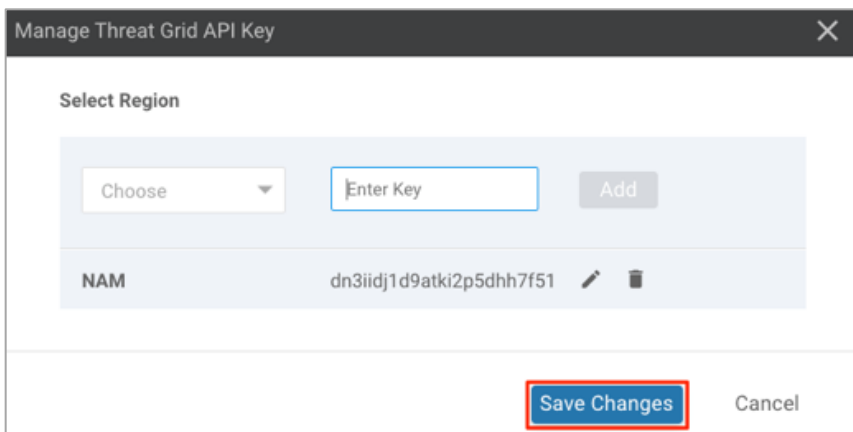 Manage Threat Grid API Key
Select Region
Choose
Enter Key
Add
NAM
dn3iidj1d9atki2p5dhh7f51
Save Changes
Cancel